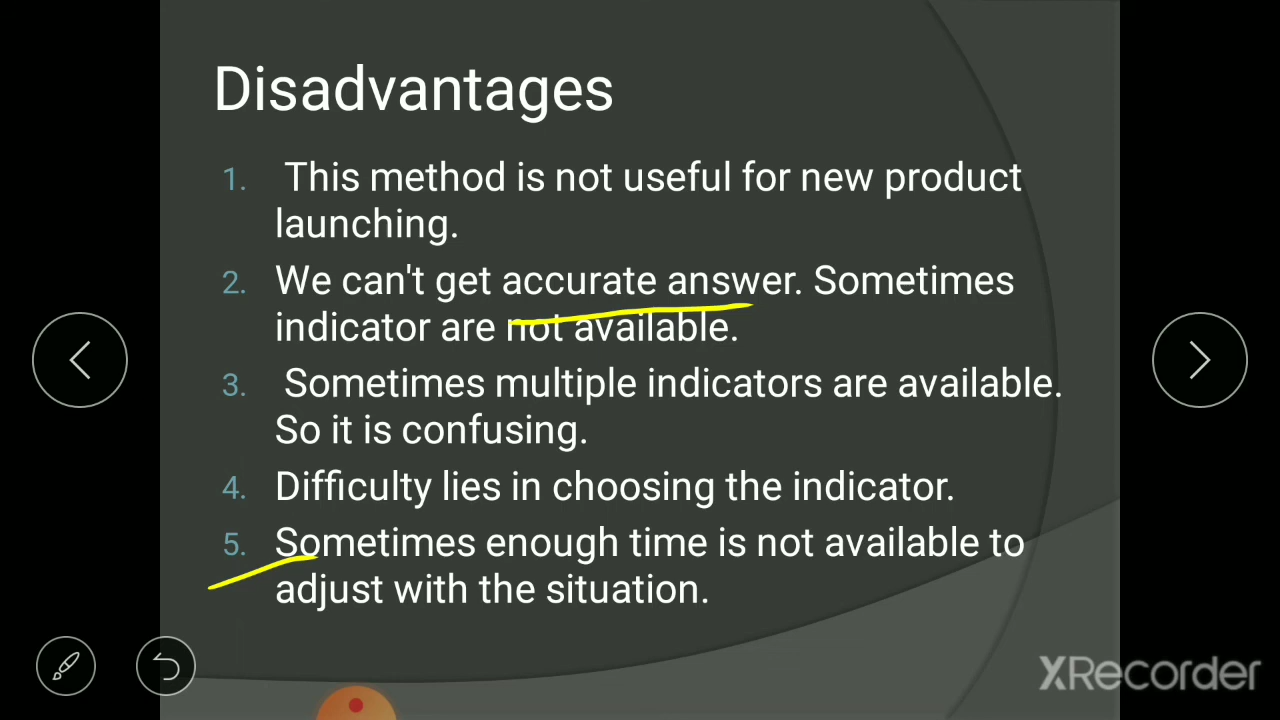 Disadvantages
1. This method is not useful for new product
launching.
2. We can't get accurate answer. Sometimes
indicator are not available.
3. Sometimes multiple indicators are available.
So it is confusing.
4. Difficulty lies in choosing the indicator.
5. Sometimes enough time is not available to
adjust with the situation.
XRecorder